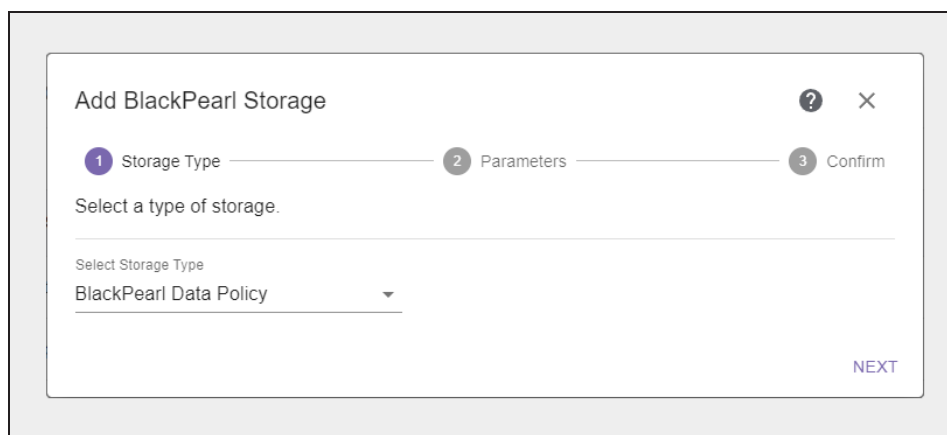 Add BlackPearl Storage
1 Storage Type 2 Parameters 3 Confirm
Select a type of storage.
Select Storage Type
BlackPearl Data Policy
NEXT